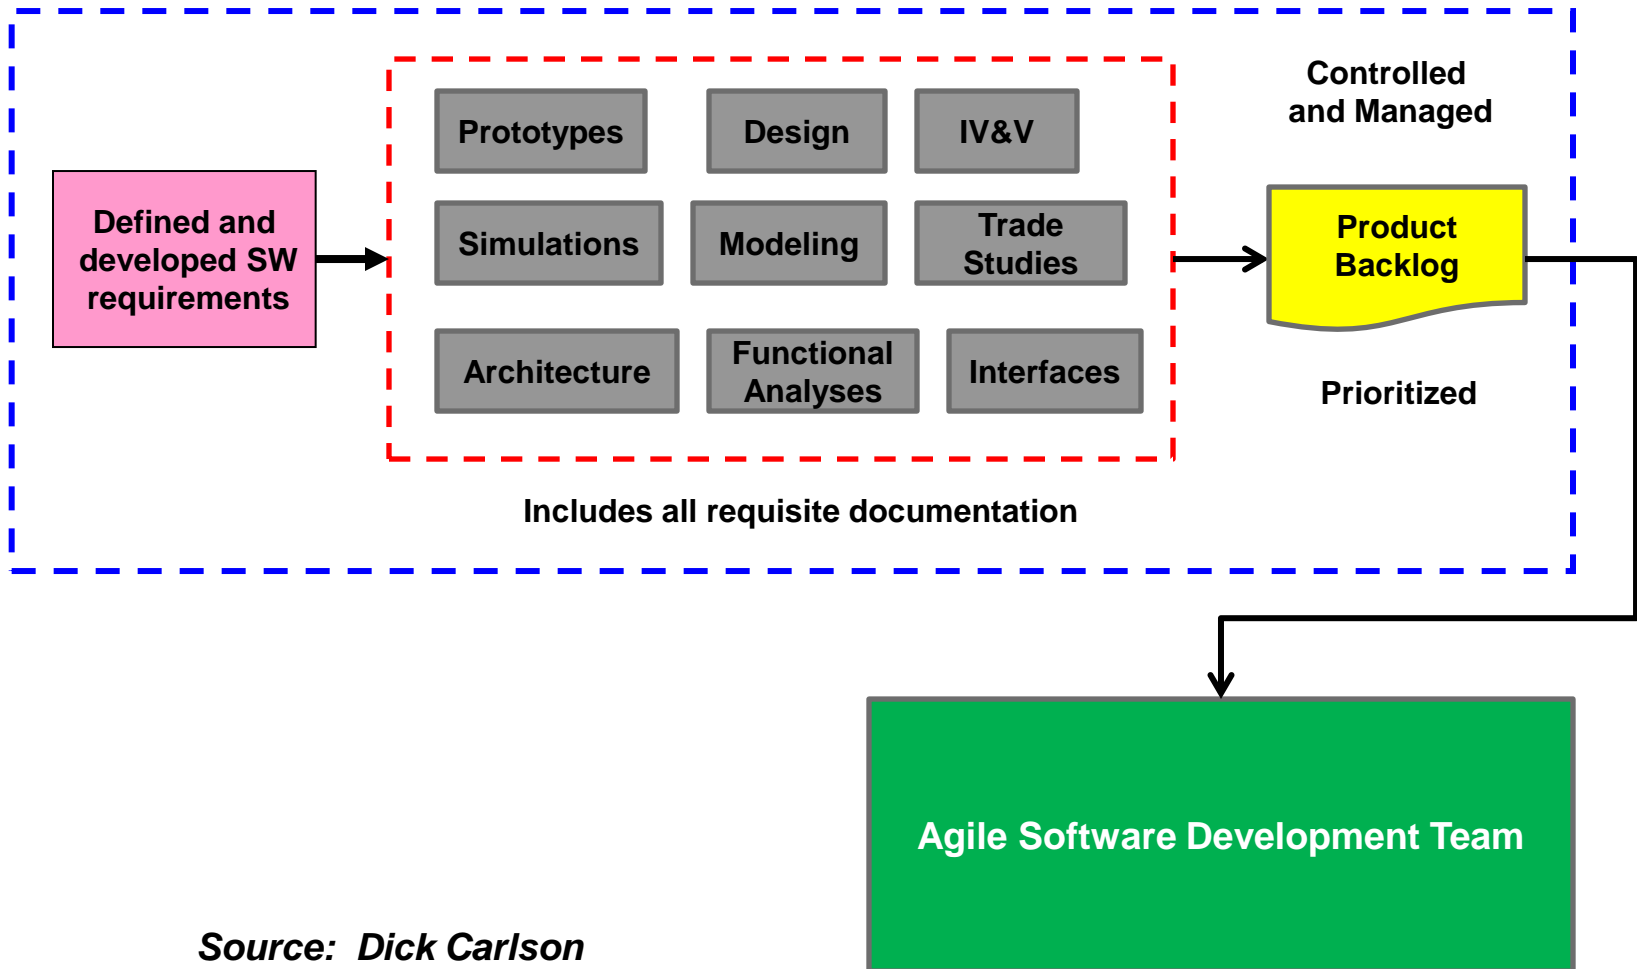 Controlled
and Managed
Prototypes
Design
IV&V
Defined and
developed SW
requirements
Simulations
Modeling
Trade
Studies
Product
Backlog
Architecture
Functional
Analyses
Interfaces
Prioritized
Includes all requisite documentation
Agile Software Development Team
Source:  Dick Carlson